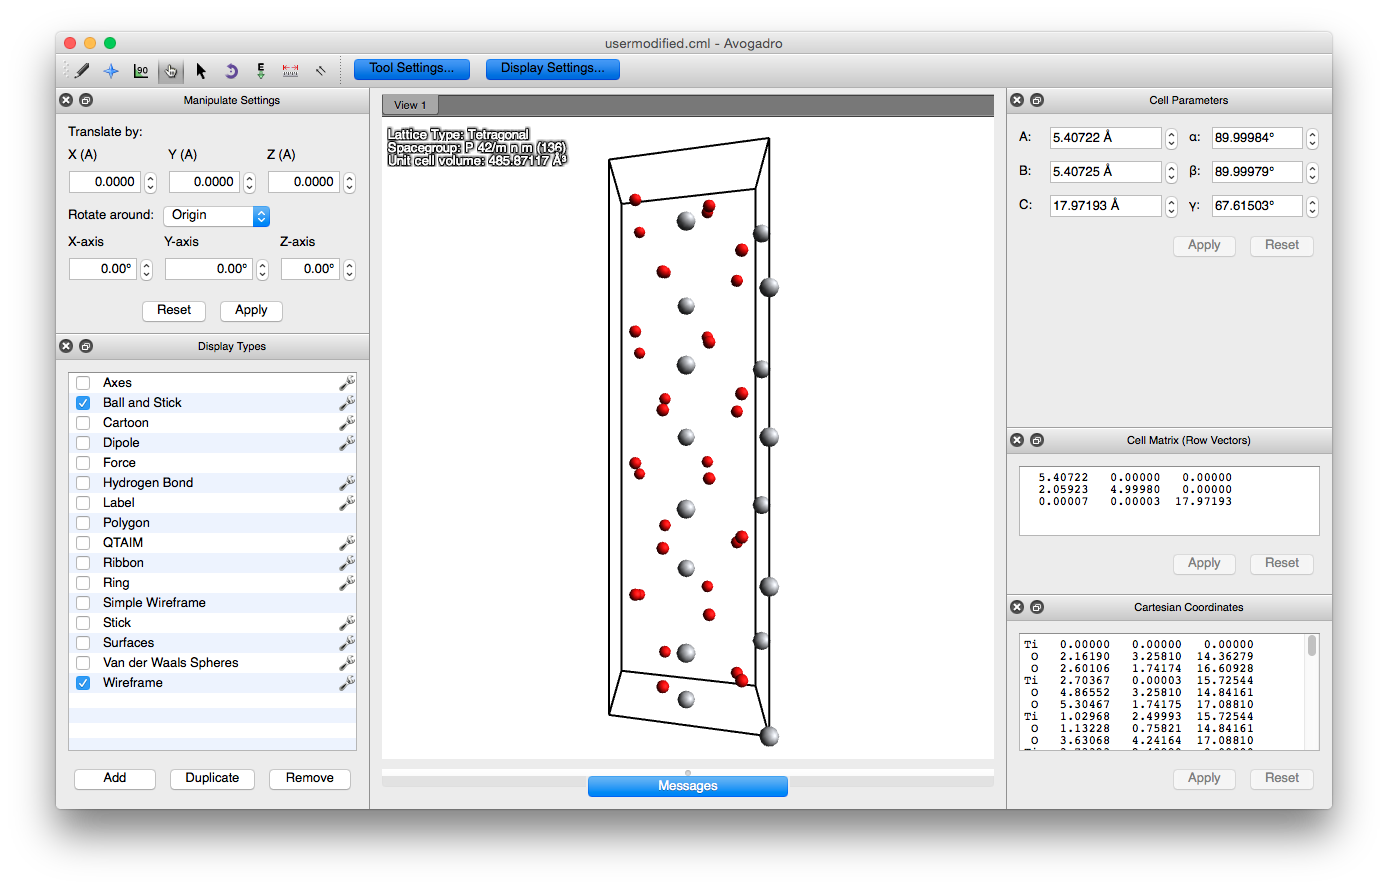 usermodified.cml - Avogadro
90
E
Tool Settings...
Display Settings...
Manipulate Settings
Translate by:
X (A) Y (A) Z (A)
0.0000 0.0000 0.0000
Rotate around: Origin
X-axis Y-axis Z-axis
0.00° 0.00° 0.00°
Reset Apply
Display Types
Axes
Ball and Stick
Cartoon
Dipole
Force
Hydrogen Bond
Label
Polygon
QTAIM
Ribbon
Ring
Simple Wireframe
Stick
Surfaces
Van der Waals Spheres
Wireframe
Add Duplicate Remove
View 1
Lattice Type: Tetragonal
Spacegroup: P 42/m n m (136)
Unit cell volume: 485.87117 Å³
Messages
Cell Parameters
A: 5.40722 Å α: 89.99984°
B: 5.40725 Å β: 89.99979°
C: 17.97193 Å γ: 67.61503°
Apply Reset
Cell Matrix (Row Vectors)
5.40722 0.00000 0.00000
2.05923 4.99980 0.00000
0.00007 0.00003 17.97193
Apply Reset
Cartesian Coordinates
Ti 0.00000 0.00000 0.00000
O 2.16190 3.25810 14.36279
O 2.60106 1.74174 16.60928
Ti 2.70367 0.00003 15.72544
O 4.86552 3.25810 14.84161
O 5.30467 1.74175 17.08810
Ti 1.02968 2.49993 15.72544
O 1.13228 0.75821 14.84161
O 3.63068 4.24164 17.08810
Apply Reset